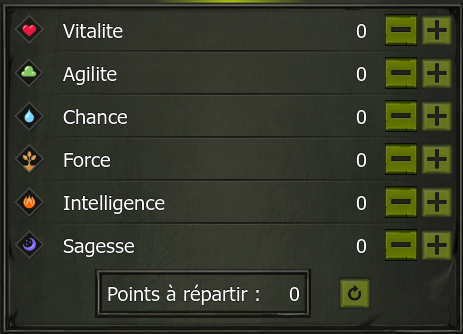 Vitalite 0
Agilite 0
Chance 0
Force 0
Intelligence 0
Sagesse 0
Points à répartir : 0